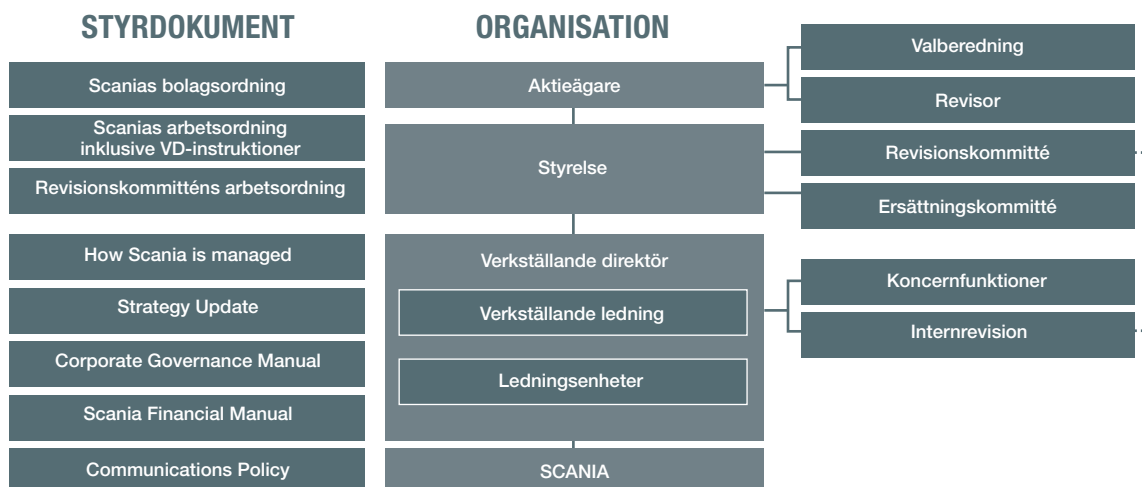 STYRDOKUMENT
Scanias bolagsordning
Scanias arbetsordning
inklusive VD-instruktioner
Revisionskommitténs arbetsordning
How Scania is managed
Strategy Update
Corporate Governance Manual
Scania Financial Manual
Communications Policy
ORGANISATION
Aktieägare
Styrelse
Verkställande direktör
Verkställande ledning
Ledningsenheter
SCANIA
Valberedning
Revisor
Revisionskommitté
Ersättningskommitté
Koncernfunktioner
Internrevision